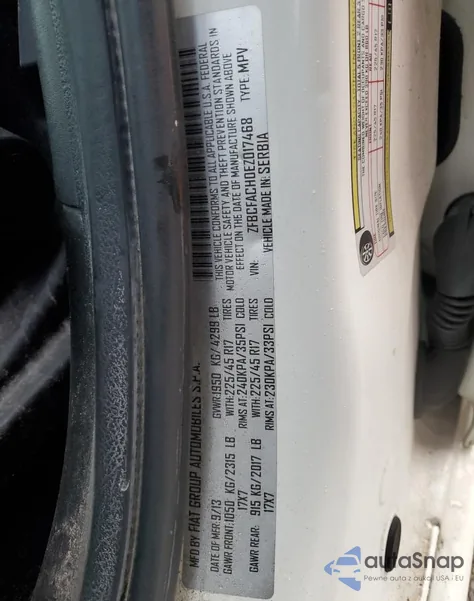 MFD BY FIAT GROUP AUTOMOBILES S.P.A.
DATE OF MFR: 9/13 GVWR: 1950 KG/4299 LB
GAWR FRONT: 1050 KG/2315 LB WITH: 225/45 R17 TIRES
17X7 RIMS AT: 240KPA/35PSI COLD
GAWR REAR: 915 KG/2017 LB WITH: 225/45 R17 TIRES
17X7 RIMS AT: 230KPA/33PSI COLD
THIS VEHICLE CONFORMS TO ALL APPLICABLE U.S.A. FEDERAL
MOTOR VEHICLE SAFETY AND THEFT PREVENTION STANDARDS IN
EFFECT ON THE DATE OF MANUFACTURE SHOWN ABOVE
VIN: ZFBCFACH0EZ017468 TYPE: MPV
VEHICLE MADE IN SERBIA
autoSnap
Pewne auta z aukcji USA i EU